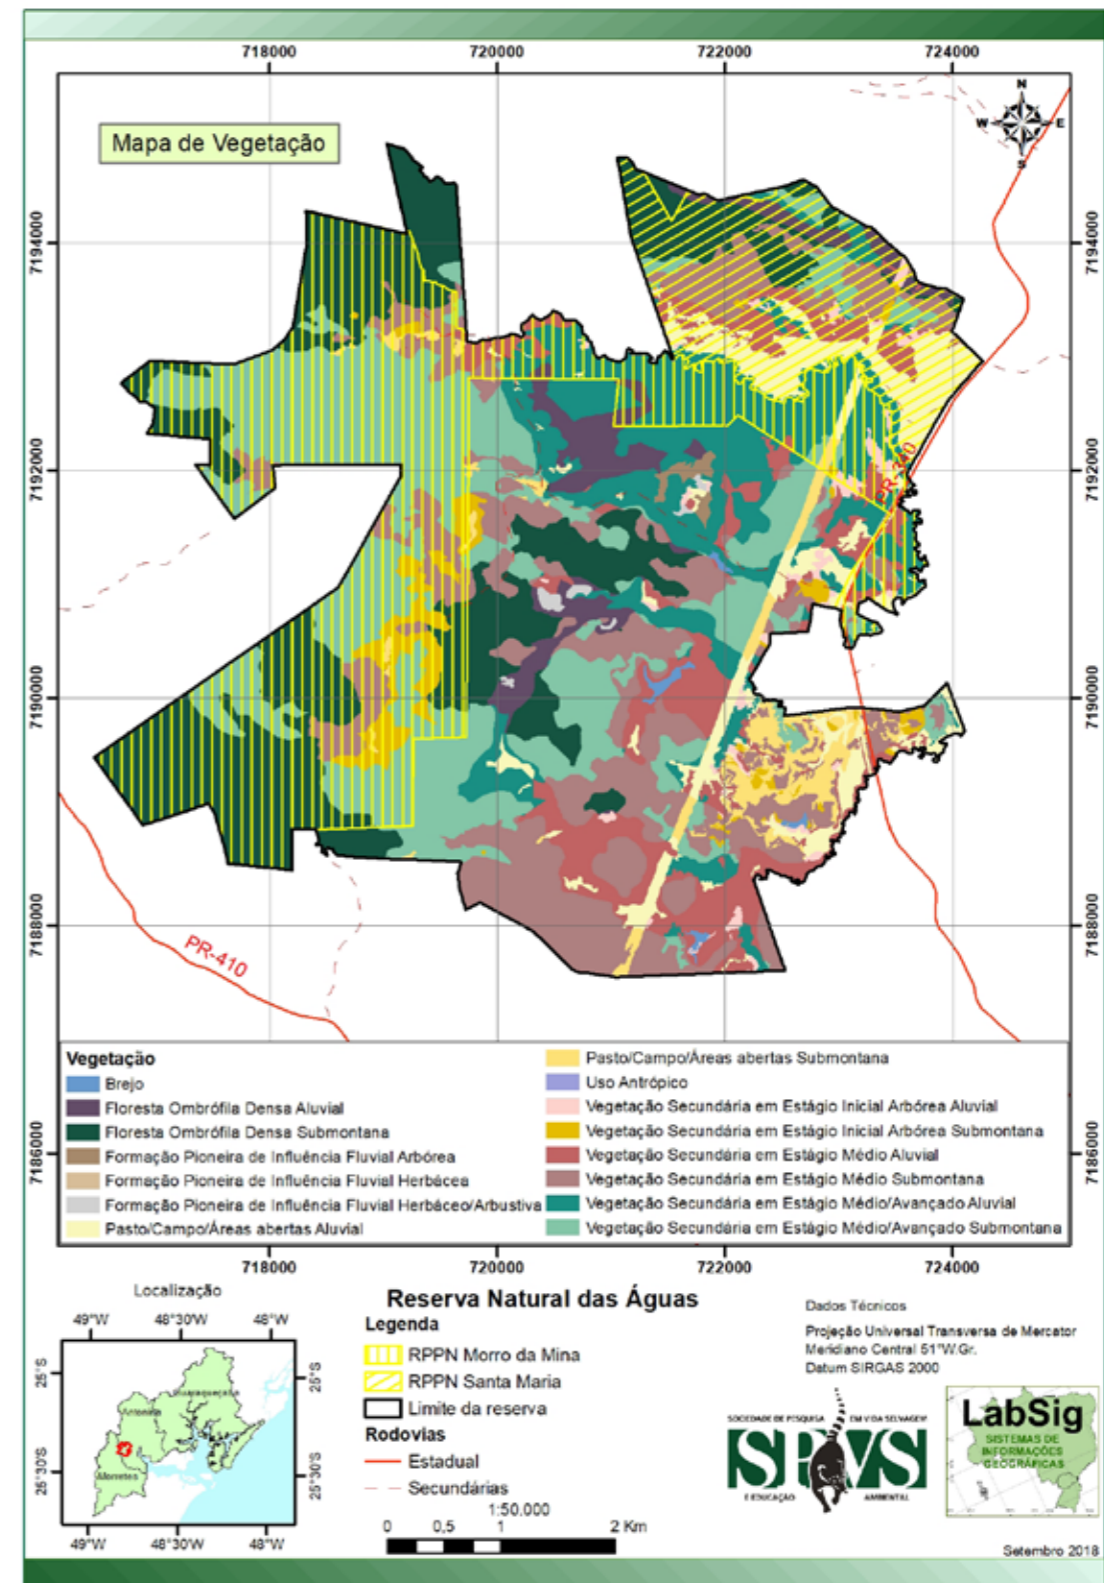 718000 720000 722000 724000
Mapa de Vegetação
N
W E
S
7194000 7194000
7192000 7192000
PR-340
7190000 7190000
7188000 7188000
PR-410
7186000 7186000
Vegetação
Brejo
Floresta Ombrófila Densa Aluvial
Floresta Ombrófila Densa Submontana
Formação Pioneira de Influência Fluvial Arbórea
Formação Pioneira de Influência Fluvial Herbácea
Formação Pioneira de Influência Fluvial Herbáceo/Arbustiva
Pasto/Campo/Áreas abertas Aluvial
Pasto/Campo/Áreas abertas Submontana
Uso Antrópico
Vegetação Secundária em Estágio Inicial Arbórea Aluvial
Vegetação Secundária em Estágio Inicial Arbórea Submontana
Vegetação Secundária em Estágio Médio Aluvial
Vegetação Secundária em Estágio Médio Submontana
Vegetação Secundária em Estágio Médio/Avançado Aluvial
Vegetação Secundária em Estágio Médio/Avançado Submontana
718000 720000 722000 724000
Localização
49°W 48°30'W 48°W
25°S 25°S
Guaraqueçaba
Antonina
Morretes
25°30'S 25°30'S
49°W 48°30'W 48°W
Reserva Natural das Águas
Legenda
RPPN Morro da Mina
RPPN Santa Maria
Limite da reserva
Rodovias
Estadual
Secundárias
1:50.000
0 0,5 1 2 Km
Dados Técnicos
Projeção Universal Transversa de Mercator
Meridiano Central 51°W.Gr.
Datum SIRGAS 2000
SOCIEDADE DE PESQUISA EM VIDA SELVAGEM
SPVS
E EDUCAÇÃO AMBIENTAL
LabSig
SISTEMAS DE
INFORMAÇÕES
GEOGRÁFICAS
Setembro 2018